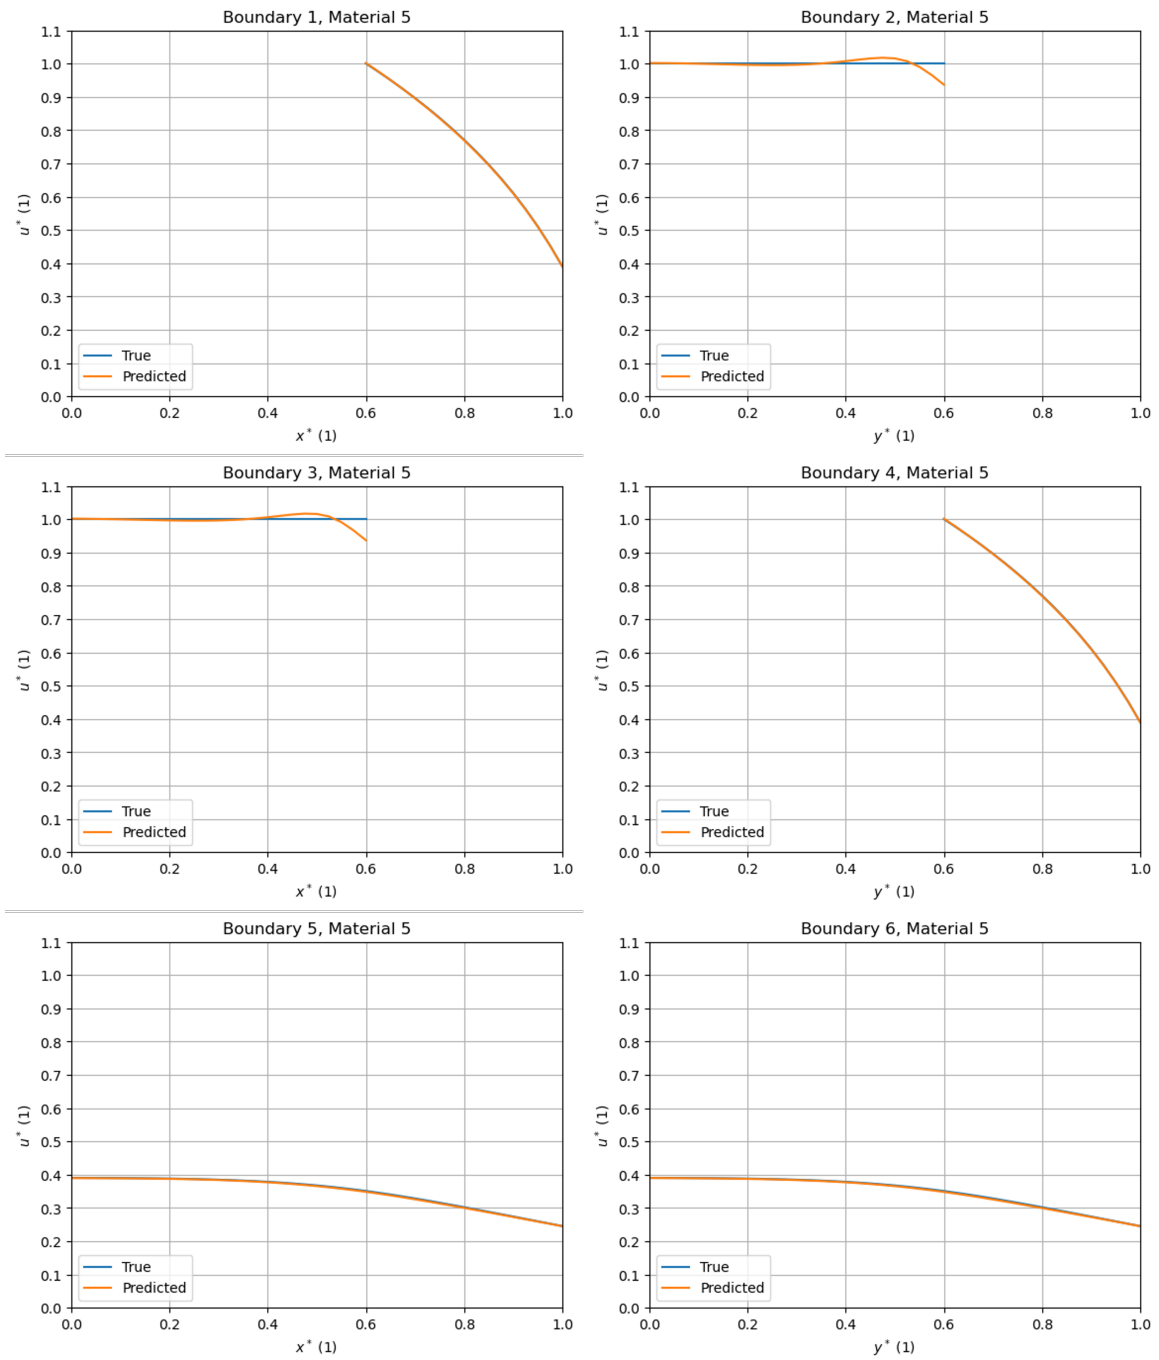 Boundary 1, Material 5
1.1
1.0
0.9
0.8
0.7
0.6
0.5
0.4
0.3
0.2
0.1
0.0
u* (1)
True
Predicted
0.0 0.2 0.4 0.6 0.8 1.0
x* (1)
Boundary 2, Material 5
1.1
1.0
0.9
0.8
0.7
0.6
0.5
0.4
0.3
0.2
0.1
0.0
u* (1)
True
Predicted
0.0 0.2 0.4 0.6 0.8 1.0
y* (1)
Boundary 3, Material 5
1.1
1.0
0.9
0.8
0.7
0.6
0.5
0.4
0.3
0.2
0.1
0.0
u* (1)
True
Predicted
0.0 0.2 0.4 0.6 0.8 1.0
x* (1)
Boundary 4, Material 5
1.1
1.0
0.9
0.8
0.7
0.6
0.5
0.4
0.3
0.2
0.1
0.0
u* (1)
True
Predicted
0.0 0.2 0.4 0.6 0.8 1.0
y* (1)
Boundary 5, Material 5
1.1
1.0
0.9
0.8
0.7
0.6
0.5
0.4
0.3
0.2
0.1
0.0
u* (1)
True
Predicted
0.0 0.2 0.4 0.6 0.8 1.0
x* (1)
Boundary 6, Material 5
1.1
1.0
0.9
0.8
0.7
0.6
0.5
0.4
0.3
0.2
0.1
0.0
u* (1)
True
Predicted
0.0 0.2 0.4 0.6 0.8 1.0
y* (1)